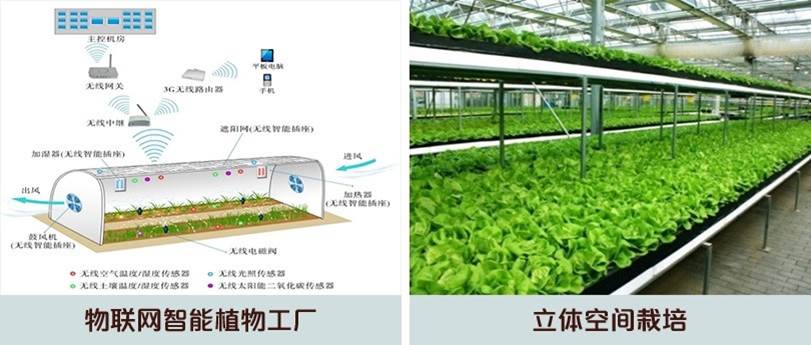 主控机房
无线网关
3G无线路由器
平板电脑
手机
无线中继
遮阳网(无线智能插座)
加湿器(无线智能插座)
进风
出风
加热器
(无线智能插座)
鼓风机
(无线智能插座)
无线电磁阀
无线空气温度/湿度传感器
无线光照传感器
无线土壤温度/湿度传感器
无线太阳能二氧化碳传感器
物联网智能植物工厂
立体空间栽培